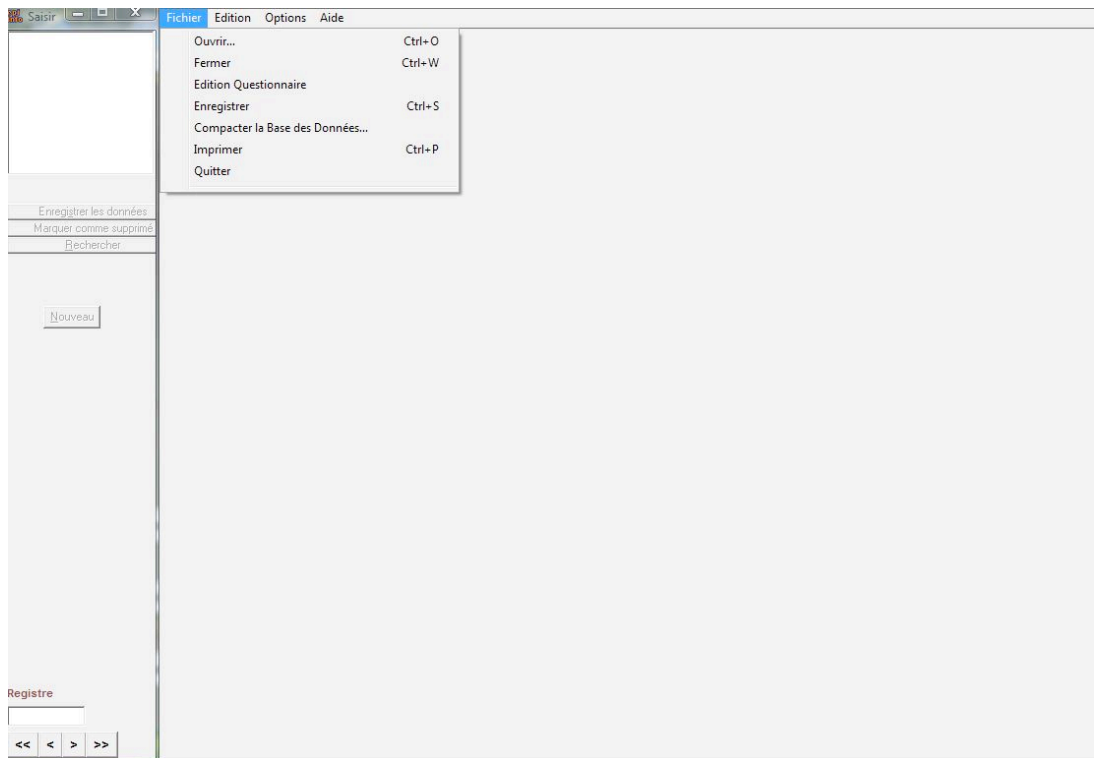 Saisir
Fichier Edition Options Aide
Ouvrir... Ctrl+O
Fermer Ctrl+W
Edition Questionnaire
Enregistrer Ctrl+S
Compacter la Base des Données...
Imprimer Ctrl+P
Quitter
Enregistrer les données
Marquer comme supprimé
Rechercher
Nouveau
Registre
<< < > >>